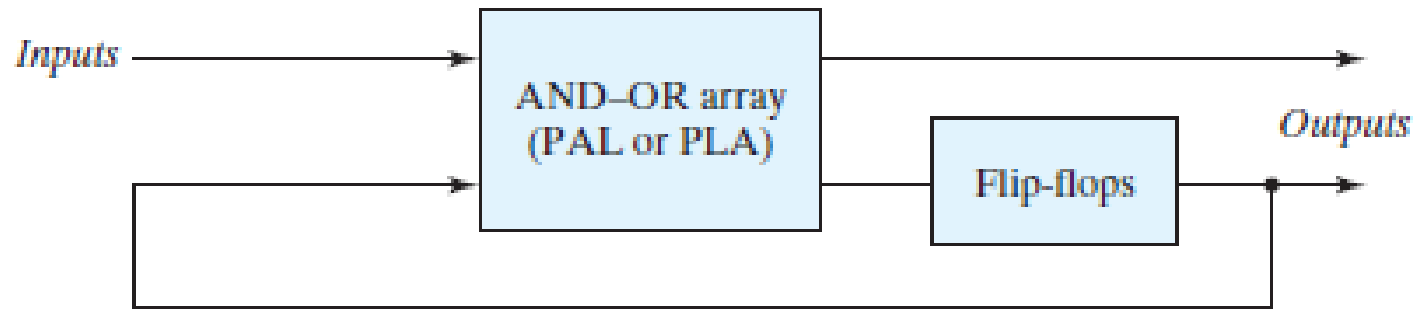 Inputs
AND–OR array
(PAL or PLA)
Flip-flops
Outputs